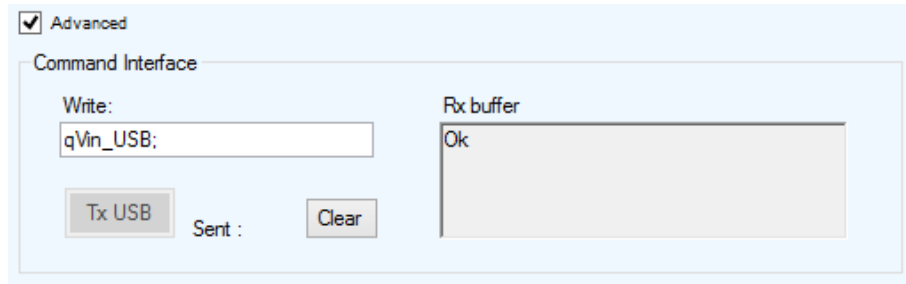 Advanced
Command Interface
Write:
qVin_USB;
Tx USB
Sent :
Clear
Rx buffer
Ok